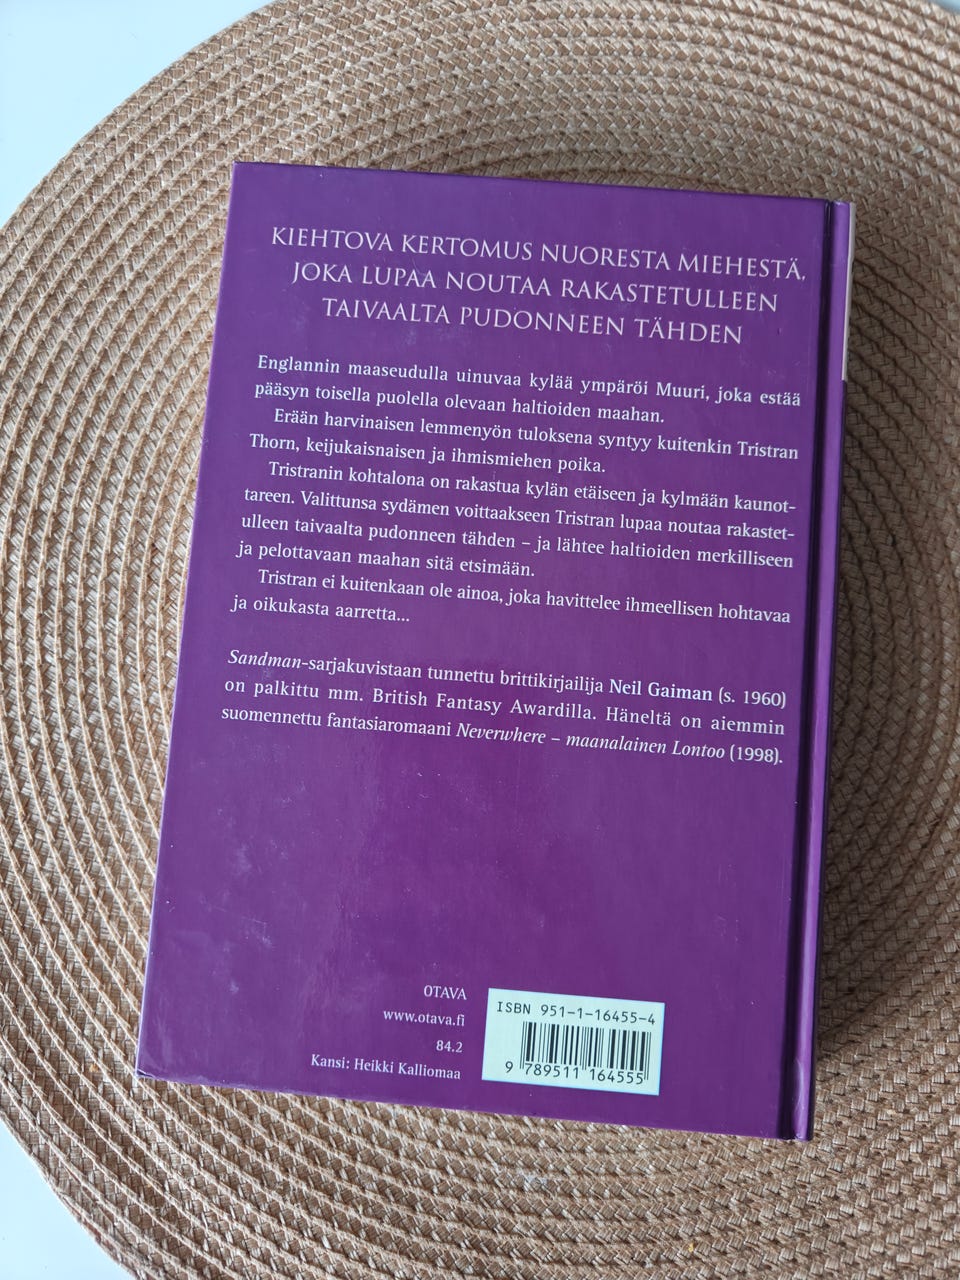 KIEHTOVA KERTOMUS NUORESTA MIEHESTÄ,
JOKA LUPAA NOUTAA RAKASTETULLEEN
TAIVAALTA PUDONNEEN TÄHDEN
Englannin maaseudulla uinuvaa kylää ympäröi Muuri, joka estää
pääsyn toisella puolella olevaan haltioiden maahan.
Erään harvinaisen lemmenyön tuloksena syntyy kuitenkin Tristran
Thorn, keijukaisnaisen ja ihmismiehen poika.
Tristranin kohtalona on rakastua kylän etäiseen ja kylmään kaunot-
tareen. Valittunsa sydämen voittaakseen Tristran lupaa noutaa rakastet-
ulleen taivaalta pudonneen tähden – ja lähtee haltioiden merkilliseen
ja pelottavaan maahan sitä etsimään.
Tristran ei kuitenkaan ole ainoa, joka havittelee ihmeellisen hohtavaa
ja oikukasta aarretta...
Sandman-sarjakuvistaan tunnettu brittikirjailija Neil Gaiman (s. 1960)
on palkittu mm. British Fantasy Awardilla. Häneltä on aiemmin
suomennettu fantasiaromaani Neverwhere – maanalainen Lontoo (1998).
OTAVA
www.otava.fi
84.2
Kansi: Heikki Kalliomaa
ISBN 951-1-16455-4
9 789511 164555